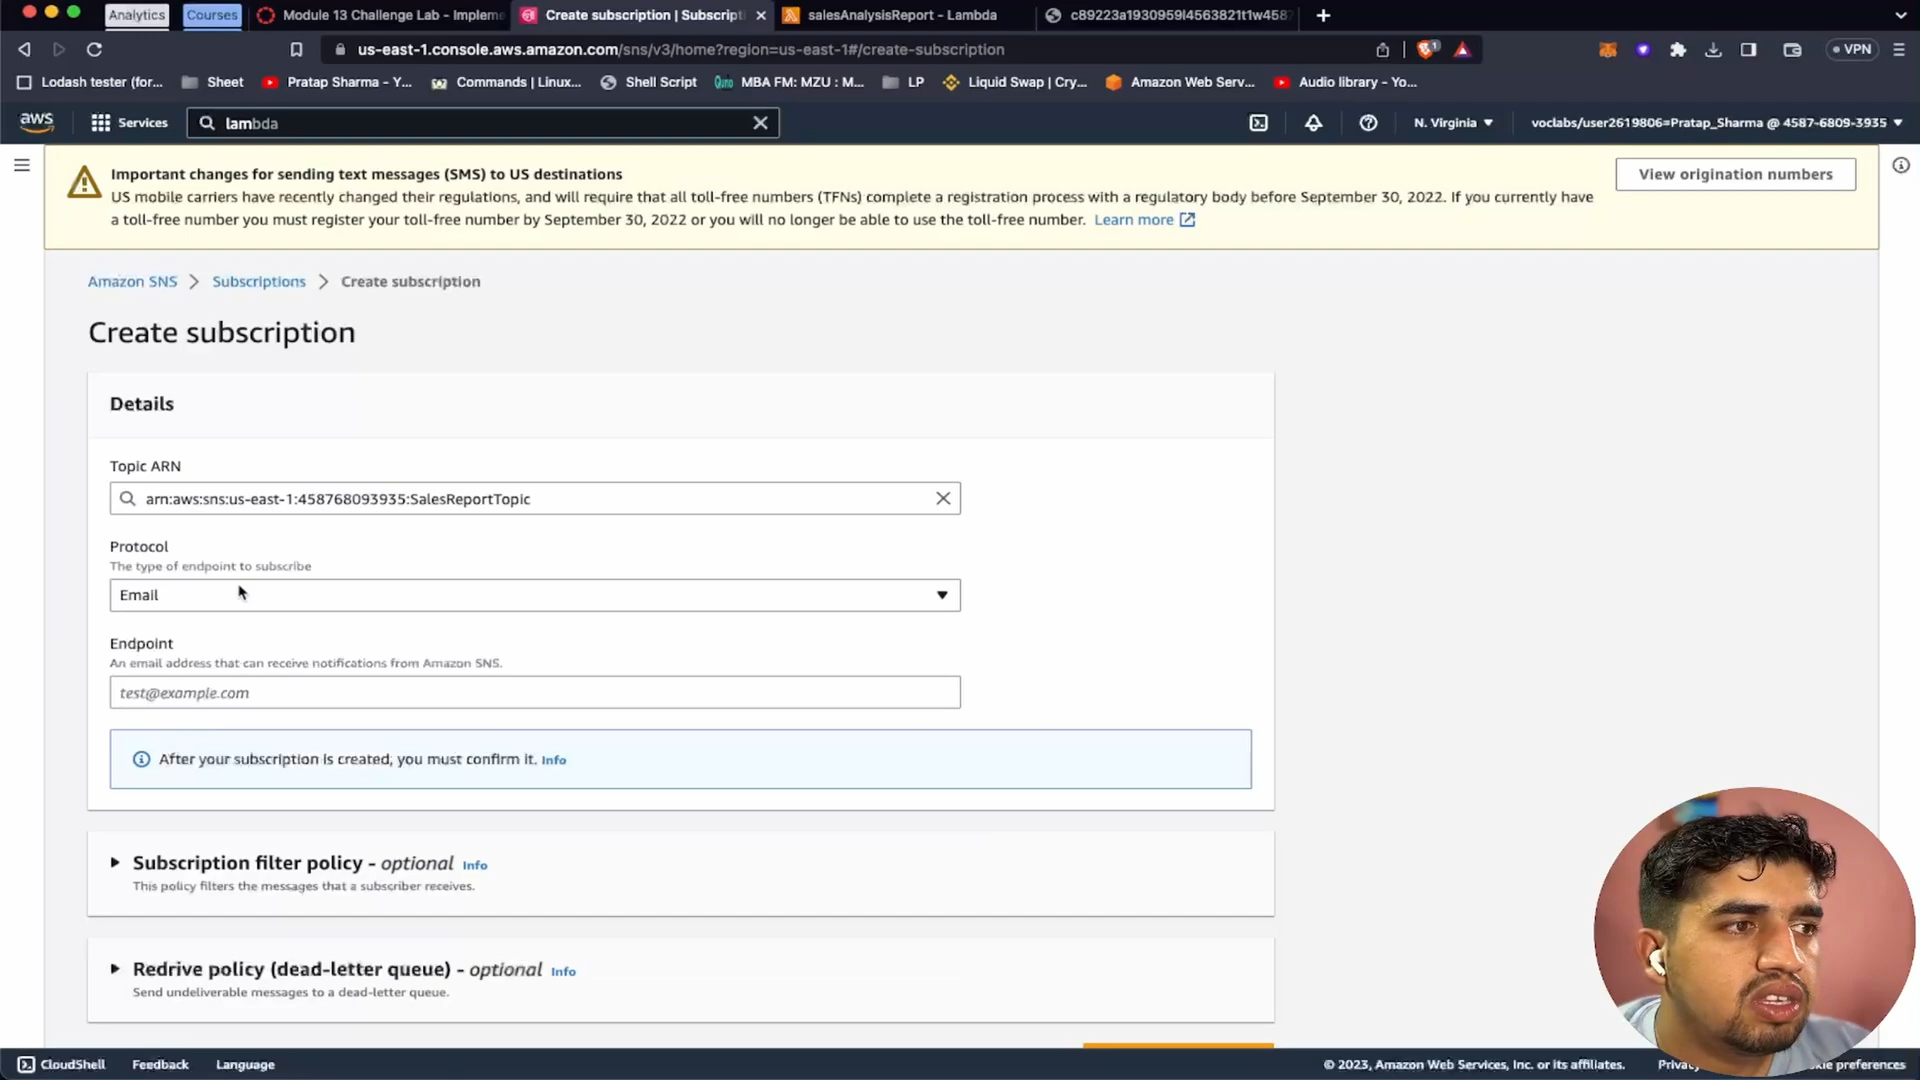 Analytics
Courses
Module 13 Challenge Lab - Impleme
Create subscription | Subscript
salesAnalysisReport - Lambda
c89223a1930959l4563821t1w4587
us-east-1.console.aws.amazon.com/sns/v3/home?region=us-east-1#/create-subscription
1
VPN
Lodash tester (for...
Sheet
Pratap Sharma - Y...
Commands | Linux...
Shell Script
MBA FM: MZU : M...
LP
Liquid Swap | Cry...
Amazon Web Serv...
Audio library - Yo...
aws
Services
lambda
N. Virginia
voclabs/user2619806=Pratap_Sharma @ 4587-6809-3935
Important changes for sending text messages (SMS) to US destinations
US mobile carriers have recently changed their regulations, and will require that all toll-free numbers (TFNs) complete a registration process with a regulatory body before September 30, 2022. If you currently have
a toll-free number you must register your toll-free number by September 30, 2022 or you will no longer be able to use the toll-free number. Learn more
View origination numbers
Amazon SNS > Subscriptions > Create subscription
Create subscription
Details
Topic ARN
arn:aws:sns:us-east-1:458768093935:SalesReportTopic
Protocol
The type of endpoint to subscribe
Email
Endpoint
An email address that can receive notifications from Amazon SNS.
test@example.com
After your subscription is created, you must confirm it. Info
Subscription filter policy - optional Info
This policy filters the messages that a subscriber receives.
Redrive policy (dead-letter queue) - optional Info
Send undeliverable messages to a dead-letter queue.
CloudShell
Feedback
Language
© 2023, Amazon Web Services, Inc. or its affiliates.
preferences